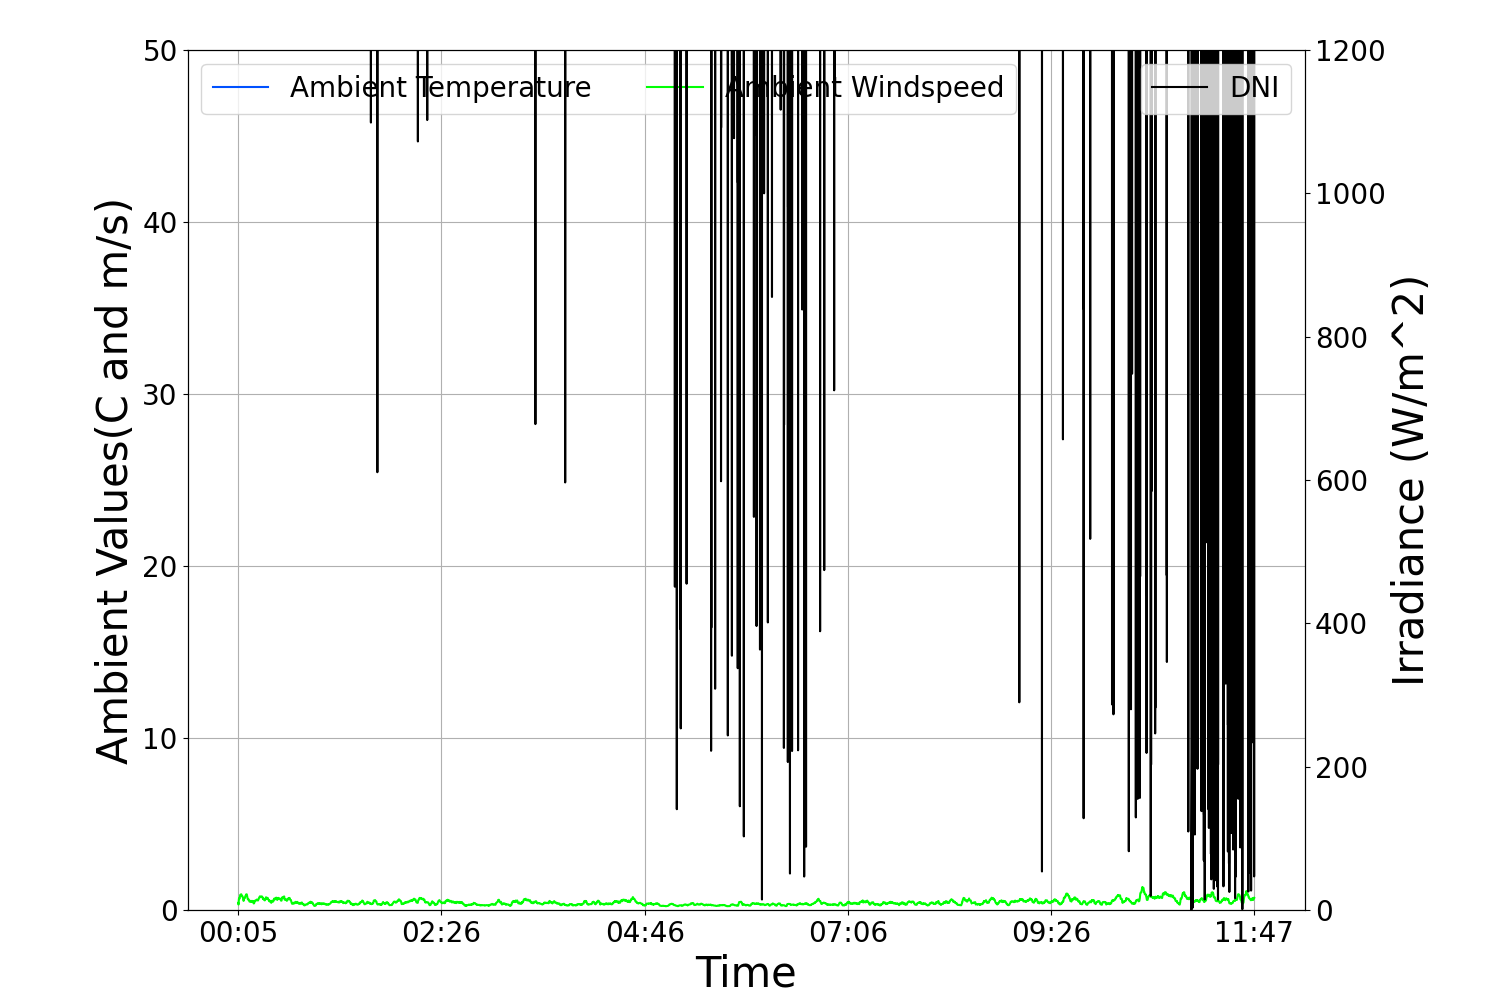 Ambient Temperature
Ambient Windspeed
DNI
Ambient Values(C and m/s)
50
40
30
20
10
0
1200
1000
800
600
400
200
0
Irradiance (W/m^2)
00:05 02:26 04:46 07:06 09:26 11:47
Time